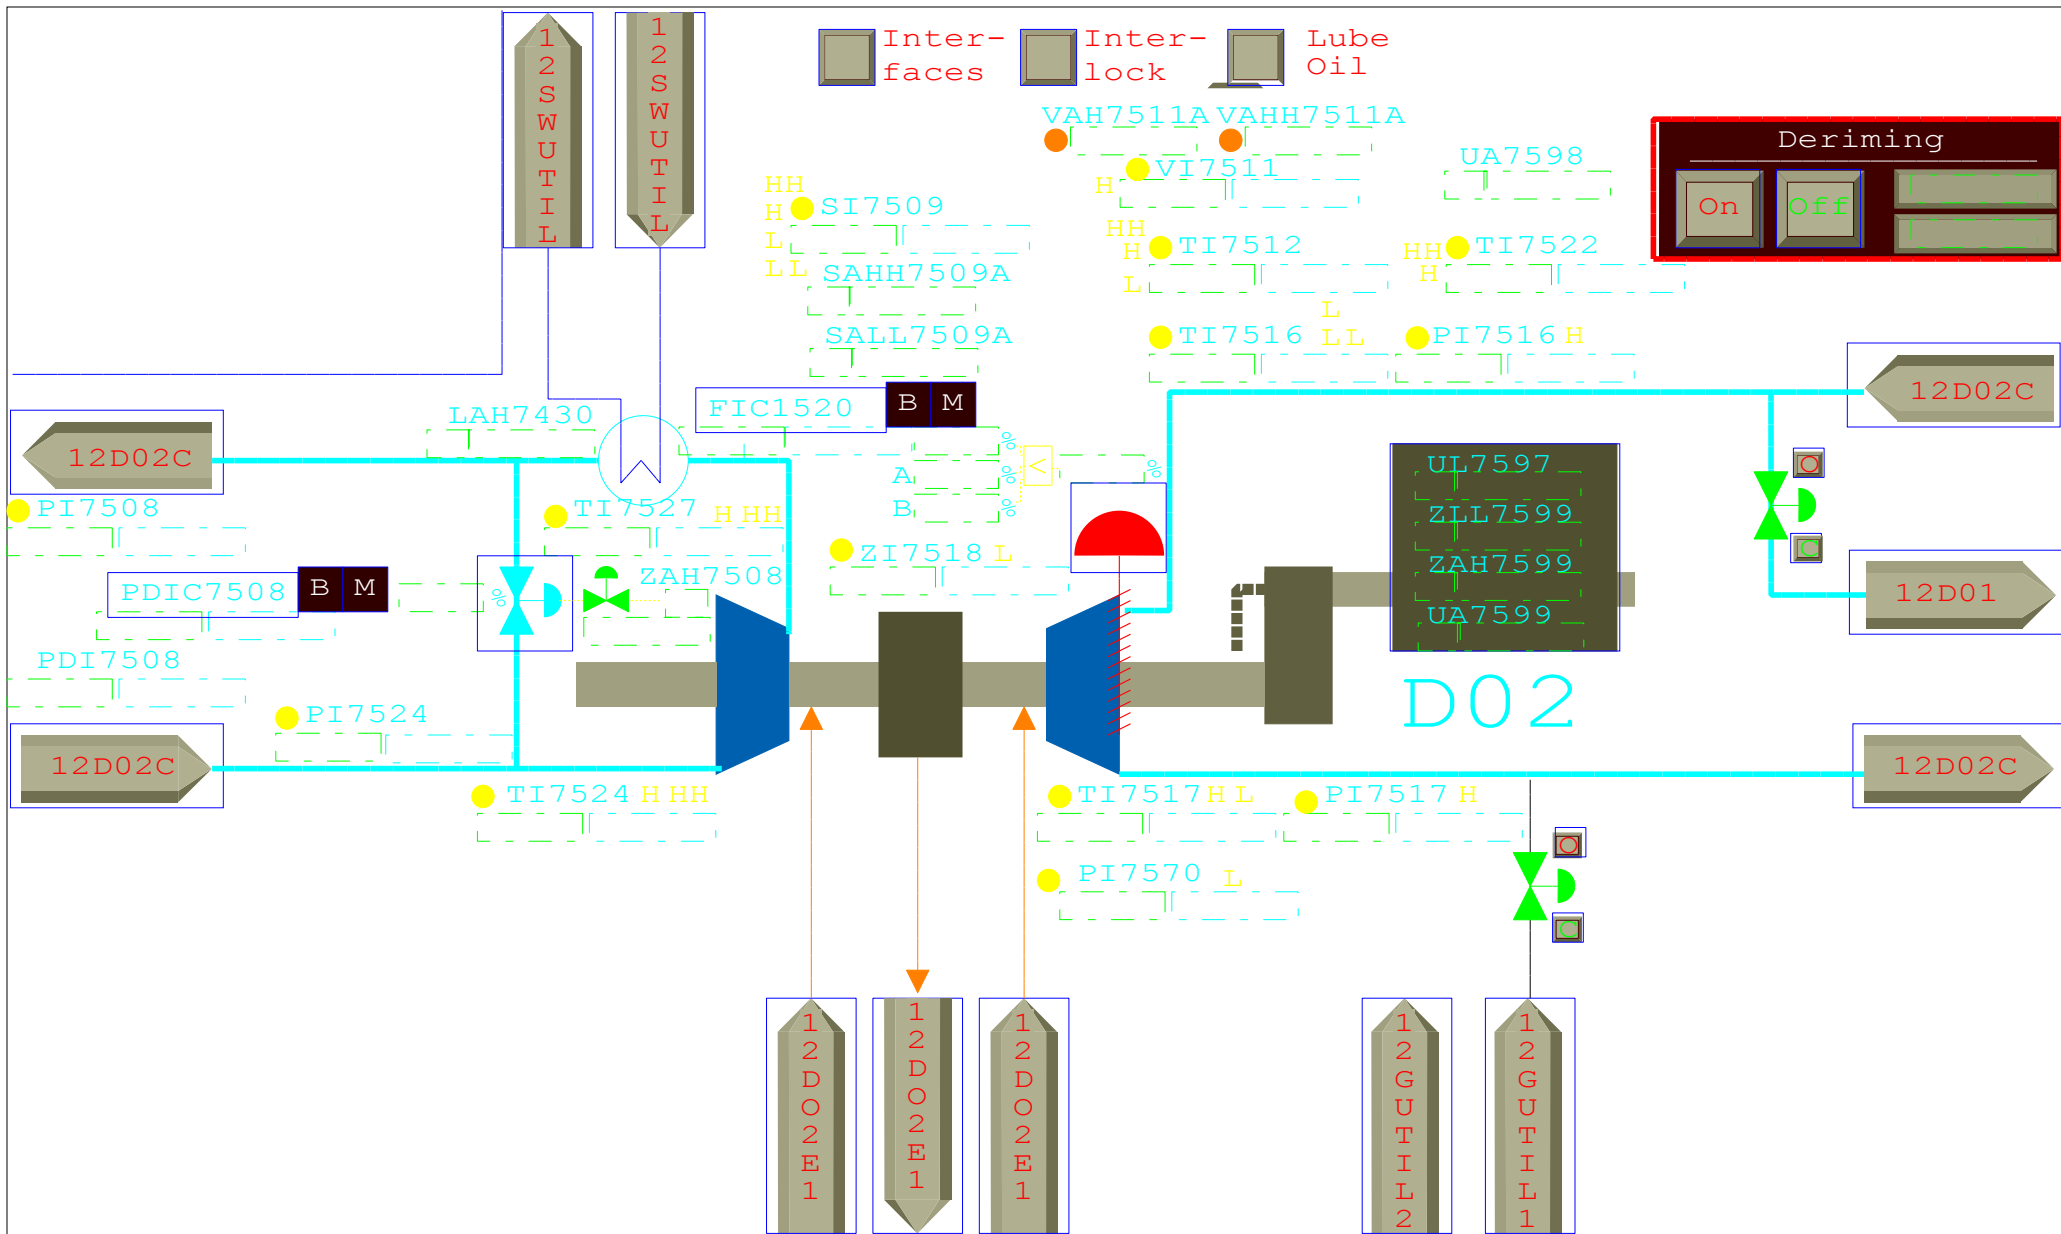 12SWUTIL
12SWUTIL
Inter-
faces
Inter-
lock
Lube
Oil
VAH7511A
VAHH7511A
Deriming
On
Off
VI7511
H
UA7598
HH
H
L
LL
SI7509
SAHH7509A
SALL7509A
HH
H
L
TI7512
HH
H
TI7522
TI7516
L
LL
PI7516 H
12D02C
12D02C
LAH7430
FIC1520
B
M
%
A
%
B
%
<
%
UL7597
ZLL7599
ZAH7599
UA7599
O
C
PI7508
TI7527
H HH
ZI7518 L
12D01
PDIC7508
B
M
%
ZAH7508
PDI7508
D02
PI7524
12D02C
12D02C
TI7524 H HH
TI7517 H L
PI7517 H
O
C
PI7570 L
12DO2E1
12DO2E1
12DO2E1
12GUTIL2
12GUTIL1